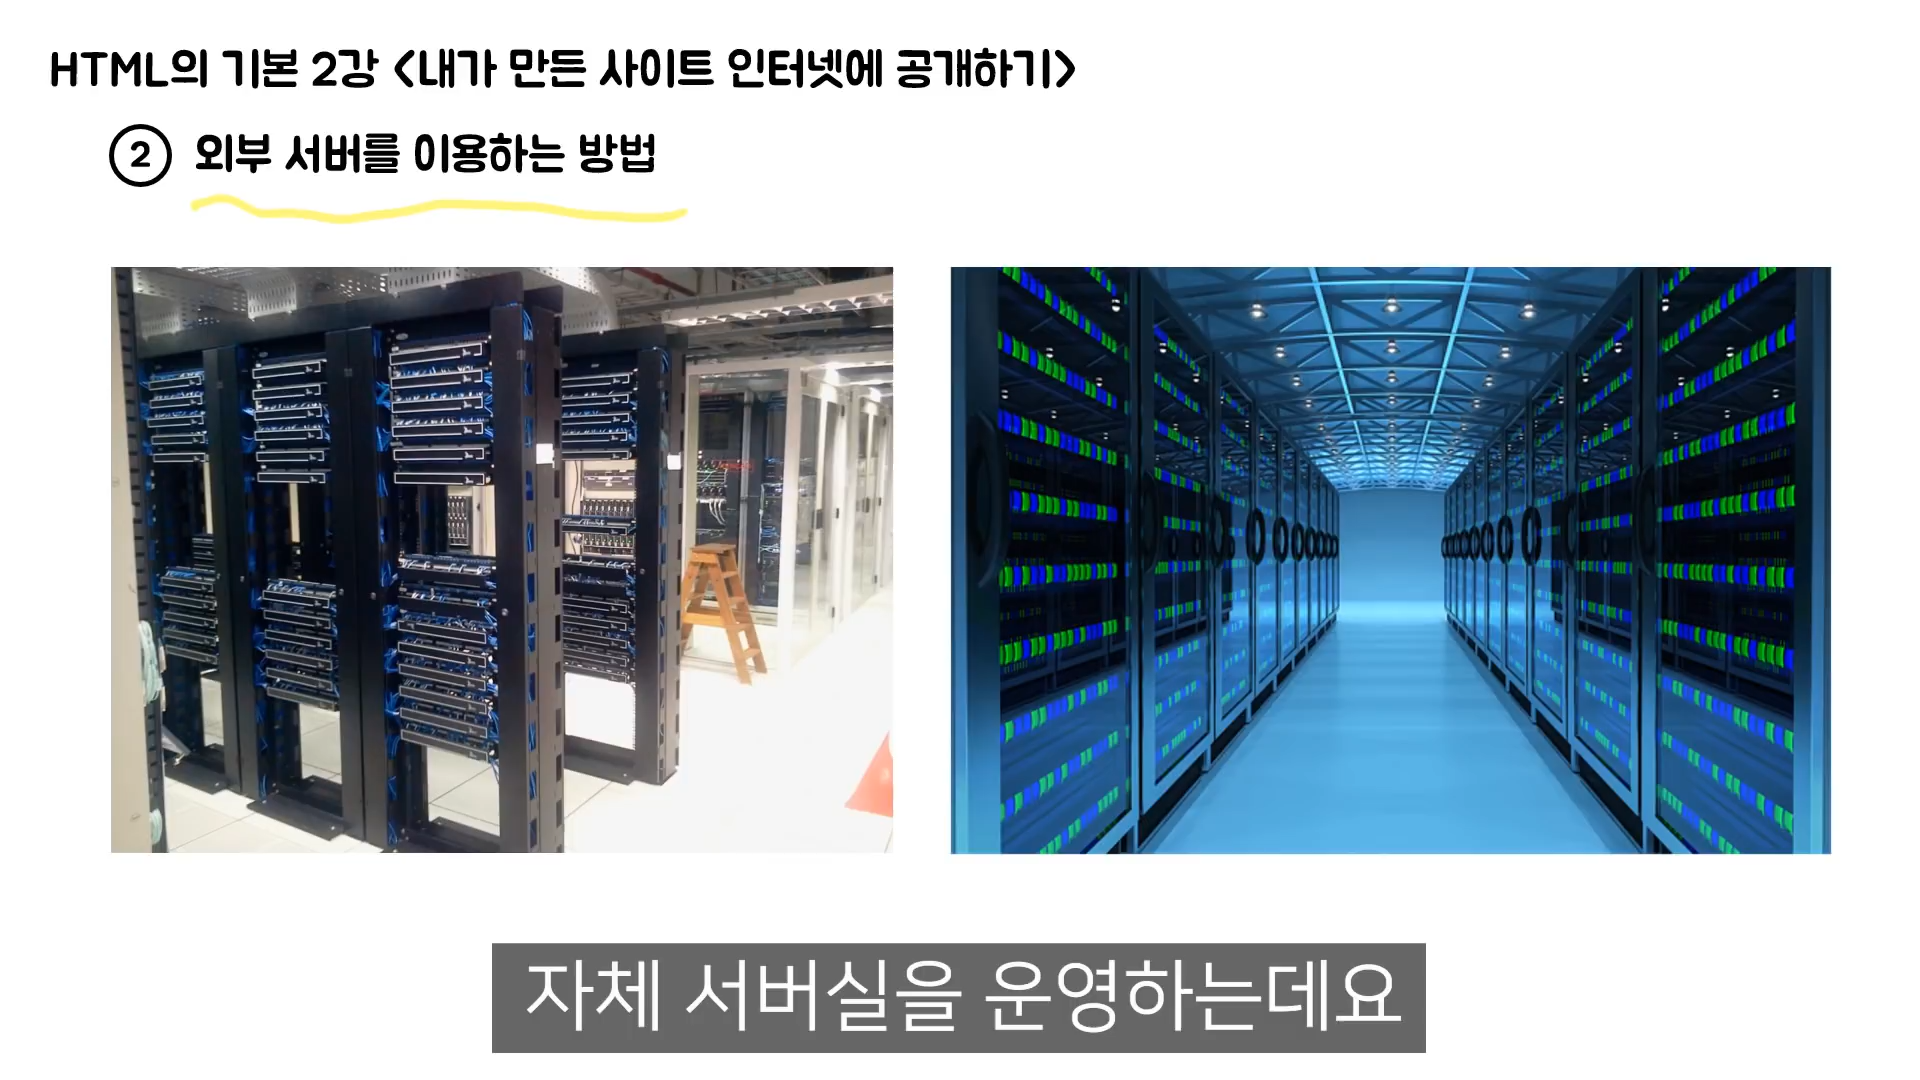 HTML의 기본 2강 <내가 만든 사이트 인터넷에 공개하기>
② 외부 서버를 이용하는 방법
자체 서버실을 운영하는데요